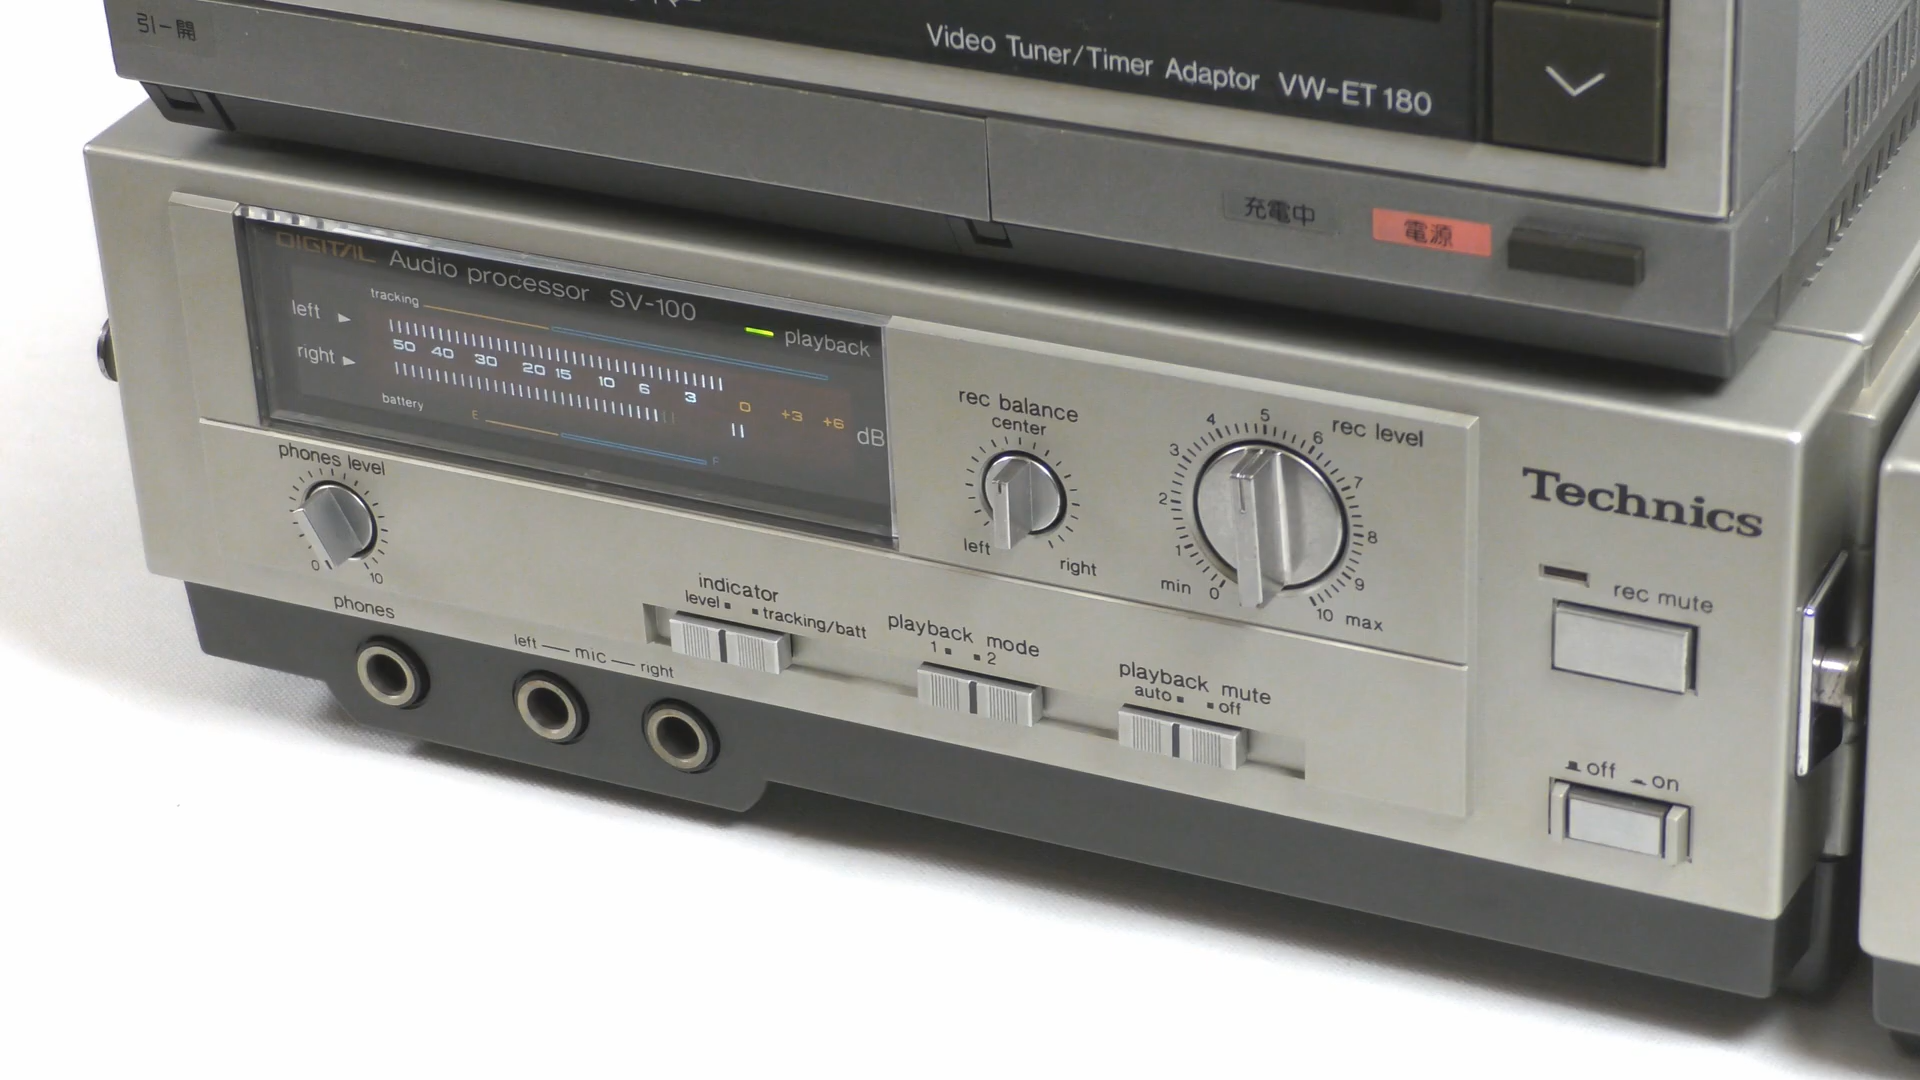 引－開
Video Tuner/Timer Adaptor VW-ET180
充電中
電源
DIGITAL Audio processor SV-100
tracking
playback
left ►
50 40 30 20 15 10 6 3 0 +3 +6 dB
right ►
battery
E F
phones level
0 10
rec balance
center
left
right
rec level
min 0 1 2 3 4 5 6 7 8 9 10 max
Technics
rec mute
phones
left — mic — right
indicator
level ▪ ▪ tracking/batt
playback mode
1 ▪ ▪ 2
playback mute
auto ▪ ▪ off
off on